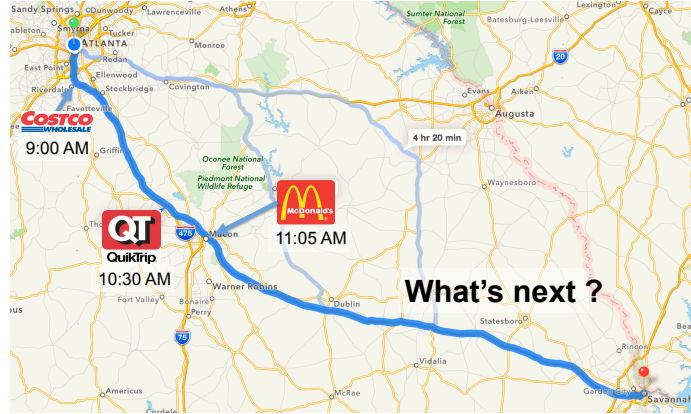 Sandy Springs
Dunwoody
Lawrenceville
Athens
Lexington
Cayce
Sumter National
Forest
Batesburg-Leesville
Smyrna
Tucker
ATLANTA
Monroe
Redan
20
East Point
Ellenwood
Evans
Aiken
Riverdale
Stockbridge
Covington
Augusta
Fayetteville
COSTCO
WHOLESALE
9:00 AM
Griffin
4 hr 20 min
Oconee National
Forest
Piedmont National
Wildlife Refuge
Waynesboro
McDonald's
11:05 AM
QT
QuikTrip
10:30 AM
475
Macon
What's next ?
Warner Robins
Fort Valley
Bonaire
Perry
Dublin
Statesboro
75
Rincon
Vidalia
Garden City
Savannah
Americus
McRae
Cordele